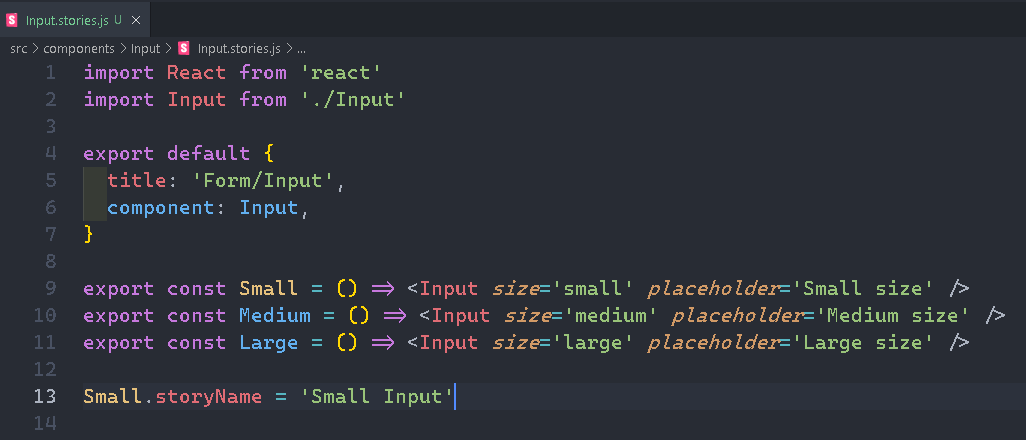 Input.stories.js U ×
src > components > Input > Input.stories.js > ...
1 import React from 'react'
2 import Input from './Input'
3
4 export default {
5   title: 'Form/Input',
6   component: Input,
7 }
8
9 export const Small = () => <Input size='small' placeholder='Small size' />
10 export const Medium = () => <Input size='medium' placeholder='Medium size' />
11 export const Large = () => <Input size='large' placeholder='Large size' />
12
13 Small.storyName = 'Small Input'
14